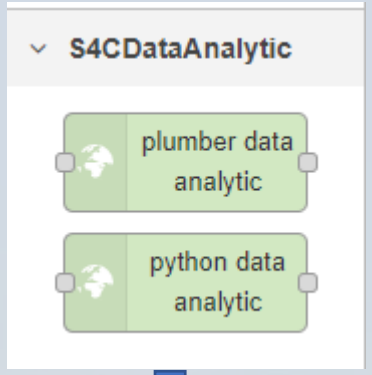 S4CDataAnalytic
plumber data
analytic
python data
analytic